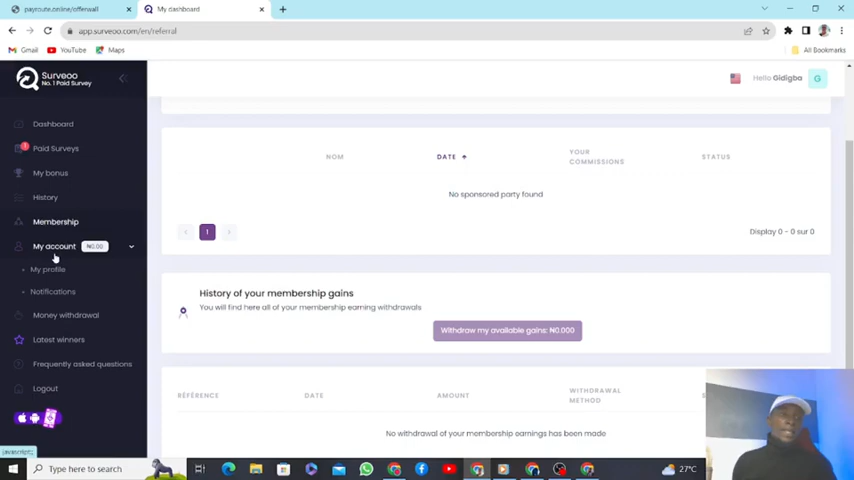 payroute.online/offerwall
My dashboard
app.surveoo.com/en/referral
Gmail
YouTube
Maps
All Bookmarks
Surveoo
No. 1 Paid Survey
Hello Gidigba
G
Dashboard
1
Paid Surveys
My bonus
History
Membership
My account
₦0.00
My profile
Notifications
Money withdrawal
Latest winners
Frequently asked questions
Logout
NOM
DATE
YOUR
COMMISSIONS
STATUS
No sponsored party found
1
Display 0 - 0 sur 0
History of your membership gains
You will find here all of your membership earning withdrawals
Withdraw my available gains: ₦0.000
RÉFÉRENCE
DATE
AMOUNT
WITHDRAWAL
METHOD
No withdrawal of your membership earnings has been made
javascript:;
Type here to search
27°C